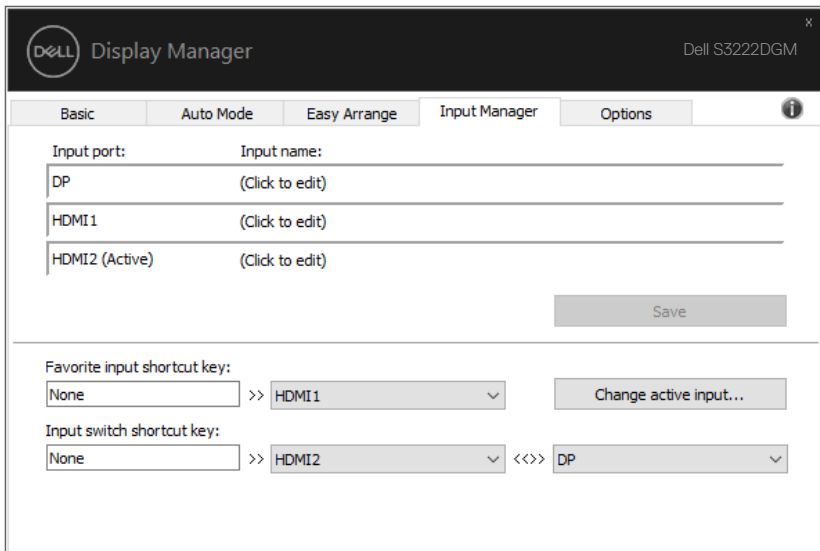 x
DELL Display Manager Dell S3222DGM
Basic Auto Mode Easy Arrange Input Manager Options i
Input port: Input name:
DP (Click to edit)
HDMI1 (Click to edit)
HDMI2 (Active) (Click to edit)
Save
Favorite input shortcut key:
None >> HDMI1 Change active input...
Input switch shortcut key:
None >> HDMI2 <<>> DP